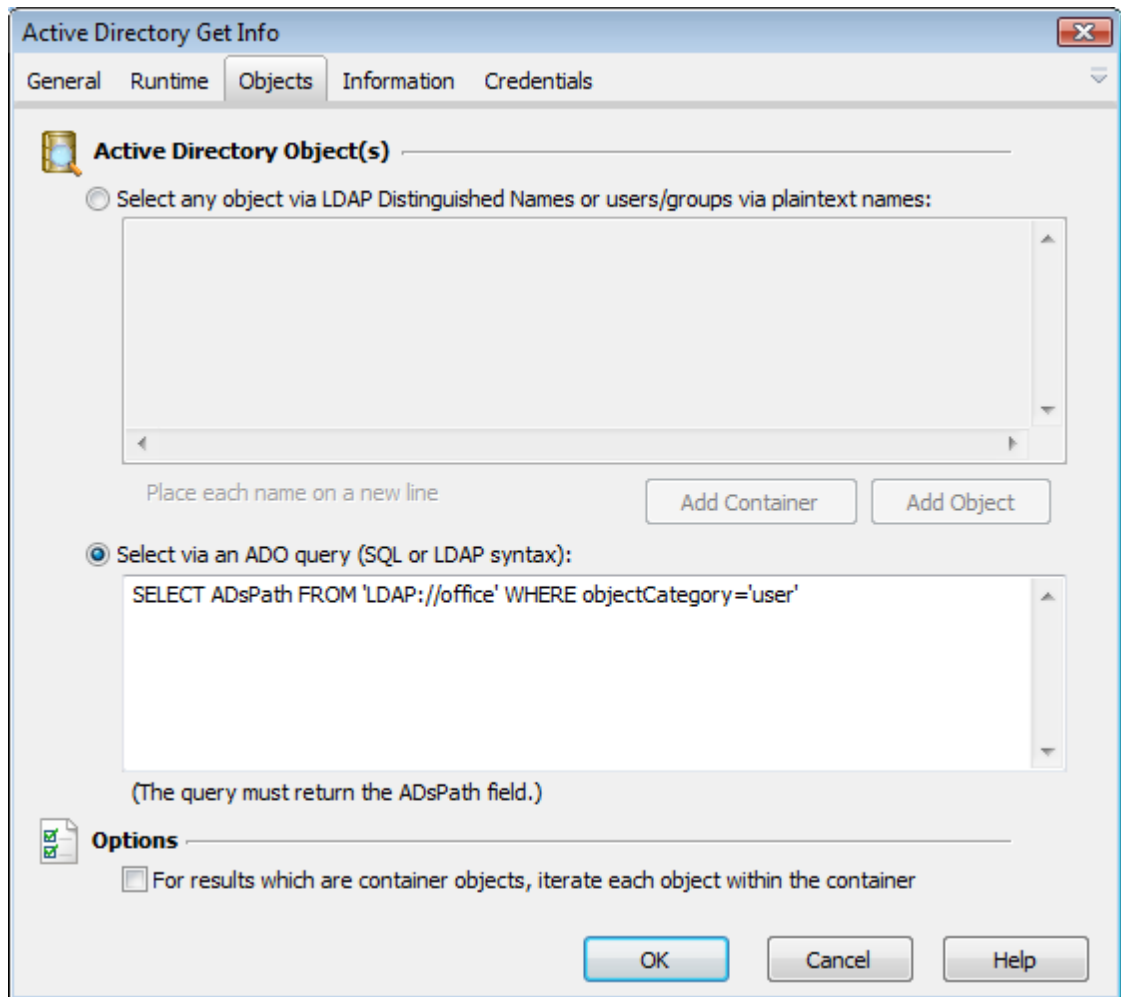 Active Directory Get Info
General Runtime Objects Information Credentials
Active Directory Object(s)
Select any object via LDAP Distinguished Names or users/groups via plaintext names:
Place each name on a new line
Add Container Add Object
Select via an ADO query (SQL or LDAP syntax):
SELECT ADsPath FROM 'LDAP://office' WHERE objectCategory='user'
(The query must return the ADsPath field.)
Options
For results which are container objects, iterate each object within the container
OK Cancel Help